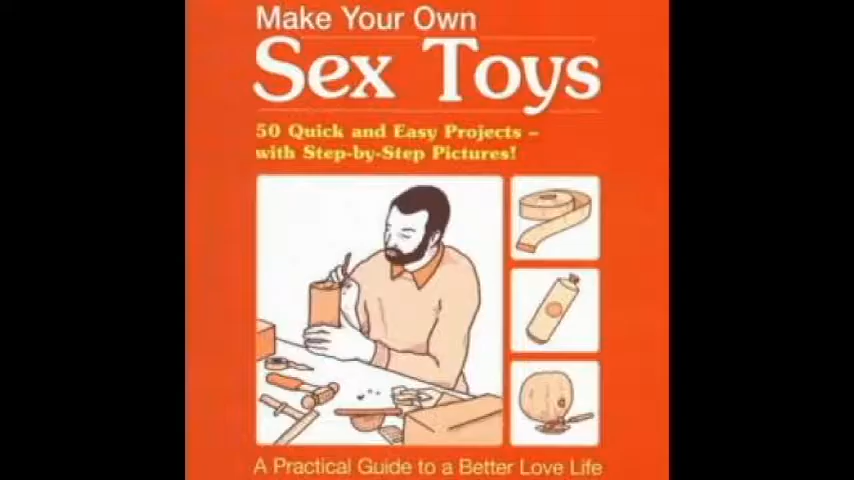 Make Your Own
Sex Toys
50 Quick and Easy Projects –
with Step-by-Step Pictures!
A Practical Guide to a Better Love Life